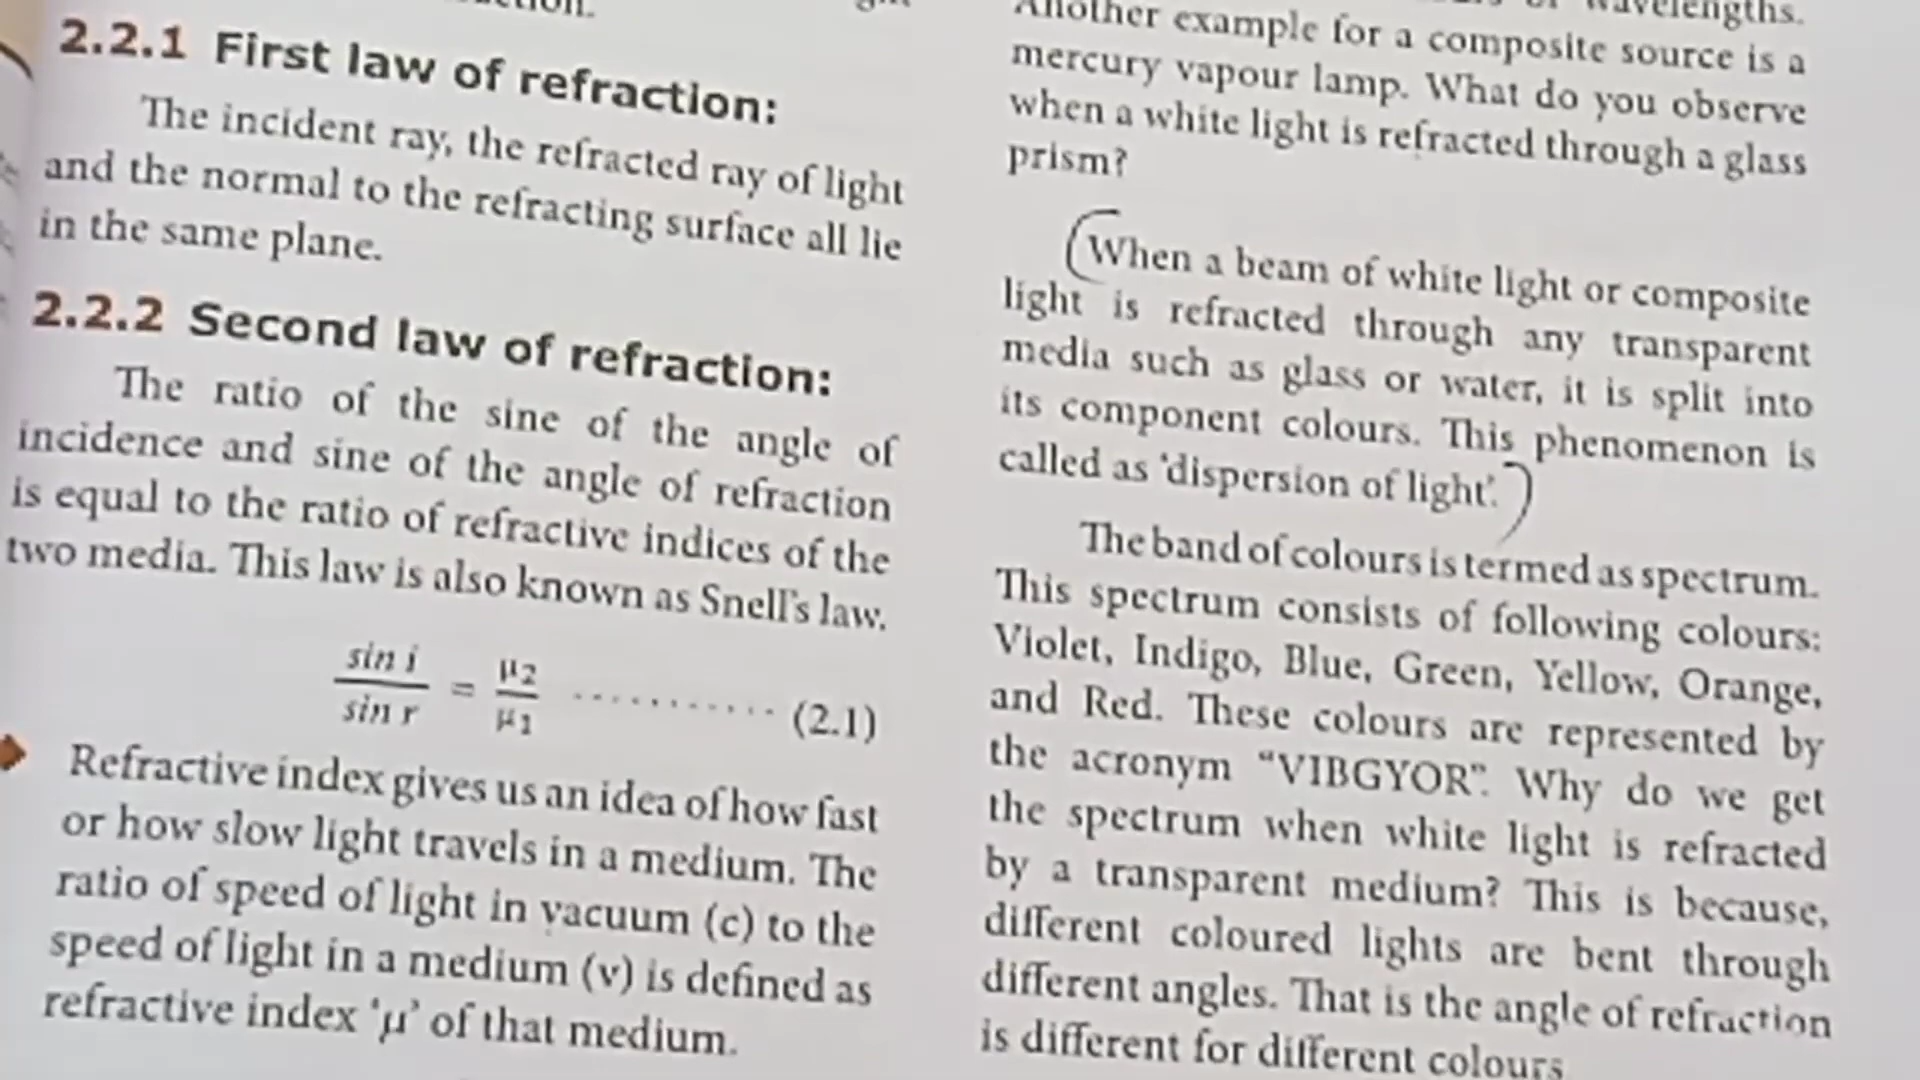 2.2.1 First law of refraction:
The incident ray, the refracted ray of light
and the normal to the refracting surface all lie
in the same plane.
2.2.2 Second law of refraction:
The ratio of the sine of the angle of
incidence and sine of the angle of refraction
is equal to the ratio of refractive indices of the
two media. This law is also known as Snell's law.
sin i / sin r = μ2 / μ1 ........... (2.1)
Refractive index gives us an idea of how fast
or how slow light travels in a medium. The
ratio of speed of light in vacuum (c) to the
speed of light in a medium (v) is defined as
refractive index 'μ' of that medium.
wavelengths.
Another example for a composite source is a
mercury vapour lamp. What do you observe
when a white light is refracted through a glass
prism?
When a beam of white light or composite
light is refracted through any transparent
media such as glass or water, it is split into
its component colours. This phenomenon is
called as 'dispersion of light'.
The band of colours is termed as spectrum.
This spectrum consists of following colours:
Violet, Indigo, Blue, Green, Yellow, Orange,
and Red. These colours are represented by
the acronym "VIBGYOR". Why do we get
the spectrum when white light is refracted
by a transparent medium? This is because,
different coloured lights are bent through
different angles. That is the angle of refraction
is different for different colours